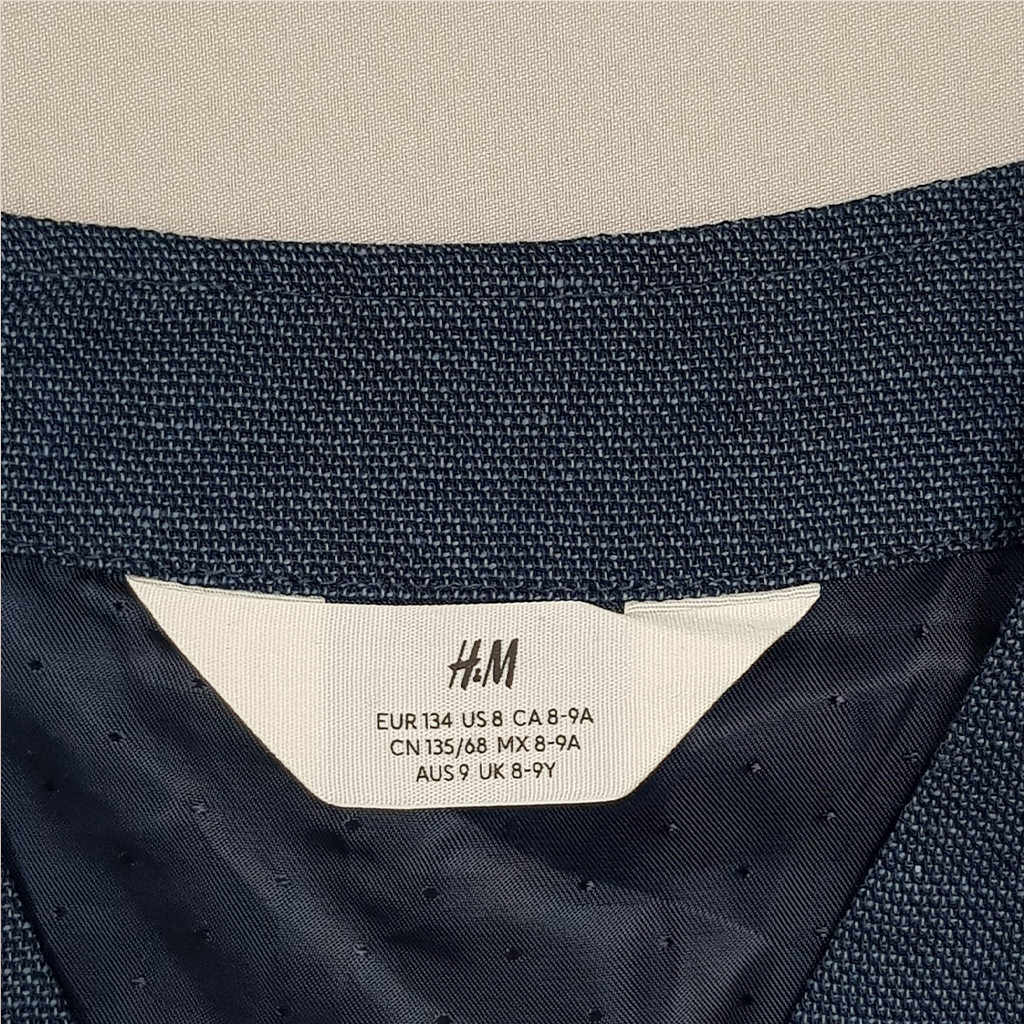 H&M
EUR 134 US 8 CA 8-9A
CN 135/68 MX 8-9A
AUS 9 UK 8-9Y